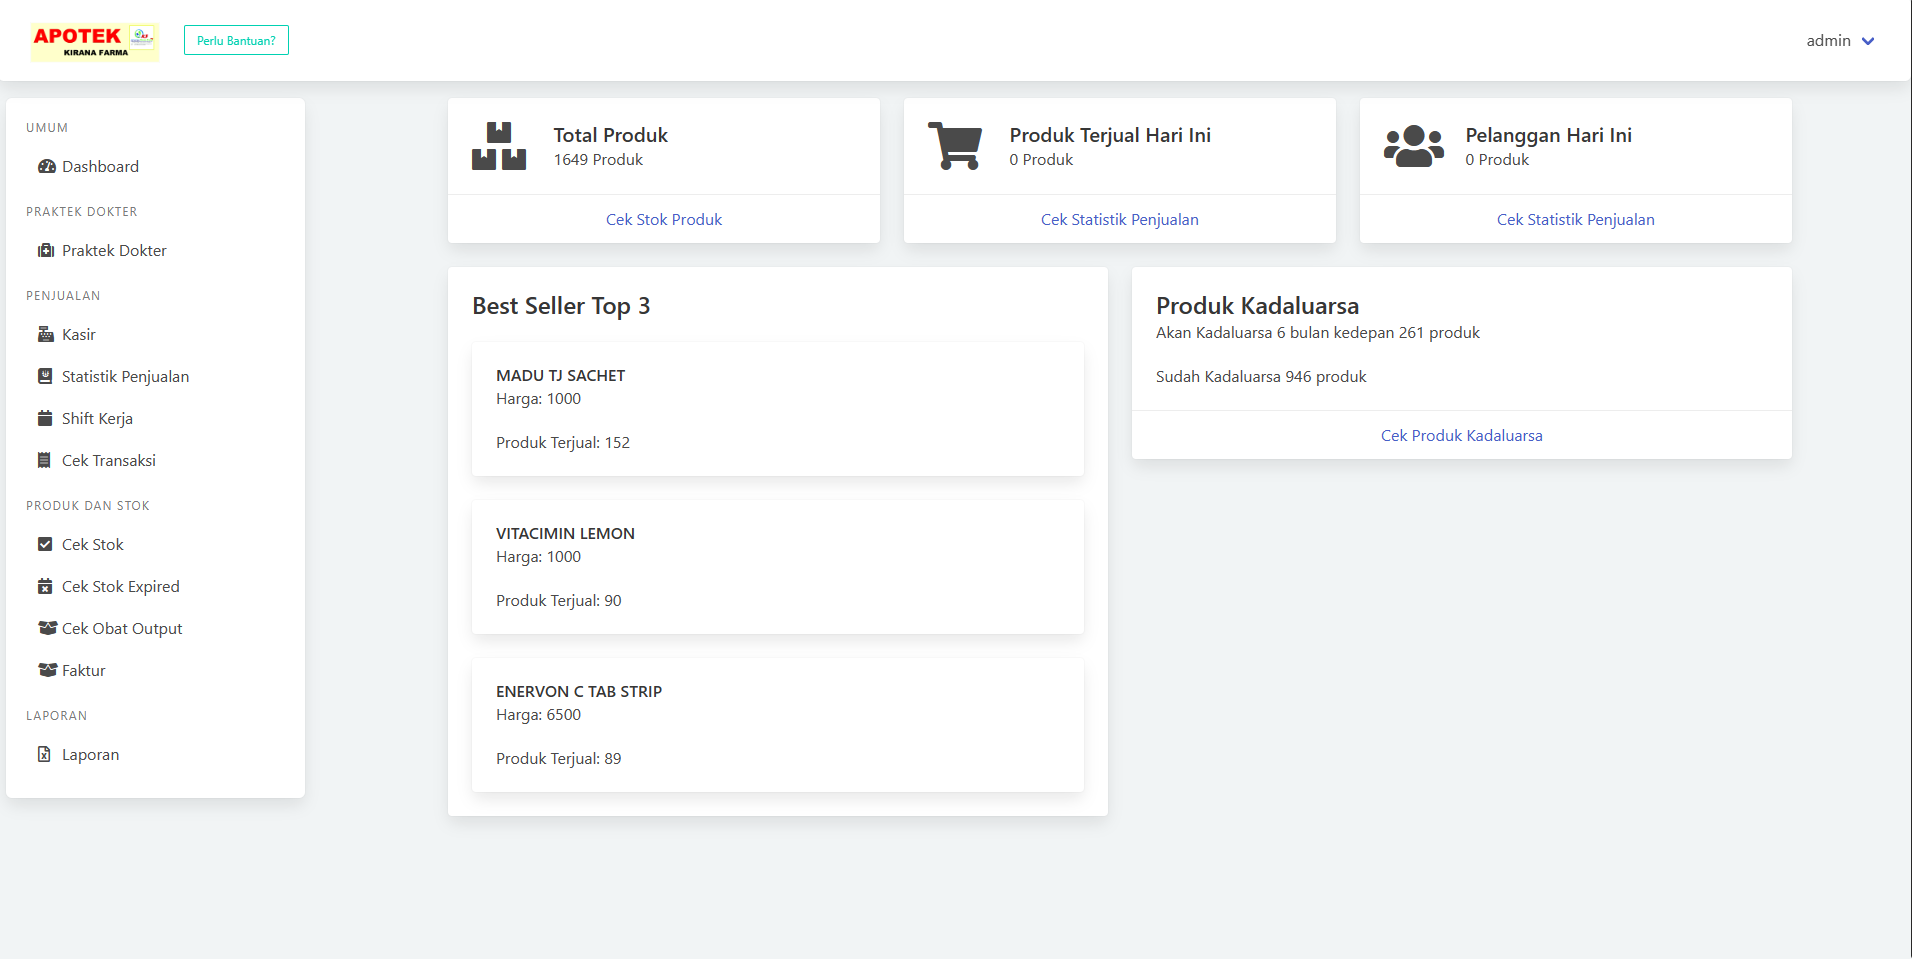 APOTEK
KIRANA FARMA
Perlu Bantuan?
admin
UMUM
Dashboard
PRAKTEK DOKTER
Praktek Dokter
PENJUALAN
Kasir
Statistik Penjualan
Shift Kerja
Cek Transaksi
PRODUK DAN STOK
Cek Stok
Cek Stok Expired
Cek Obat Output
Faktur
LAPORAN
Laporan
Total Produk
1649 Produk
Cek Stok Produk
Produk Terjual Hari Ini
0 Produk
Cek Statistik Penjualan
Pelanggan Hari Ini
0 Produk
Cek Statistik Penjualan
Best Seller Top 3
MADU TJ SACHET
Harga: 1000
Produk Terjual: 152
VITACIMIN LEMON
Harga: 1000
Produk Terjual: 90
ENERVON C TAB STRIP
Harga: 6500
Produk Terjual: 89
Produk Kadaluarsa
Akan Kadaluarsa 6 bulan kedepan 261 produk
Sudah Kadaluarsa 946 produk
Cek Produk Kadaluarsa